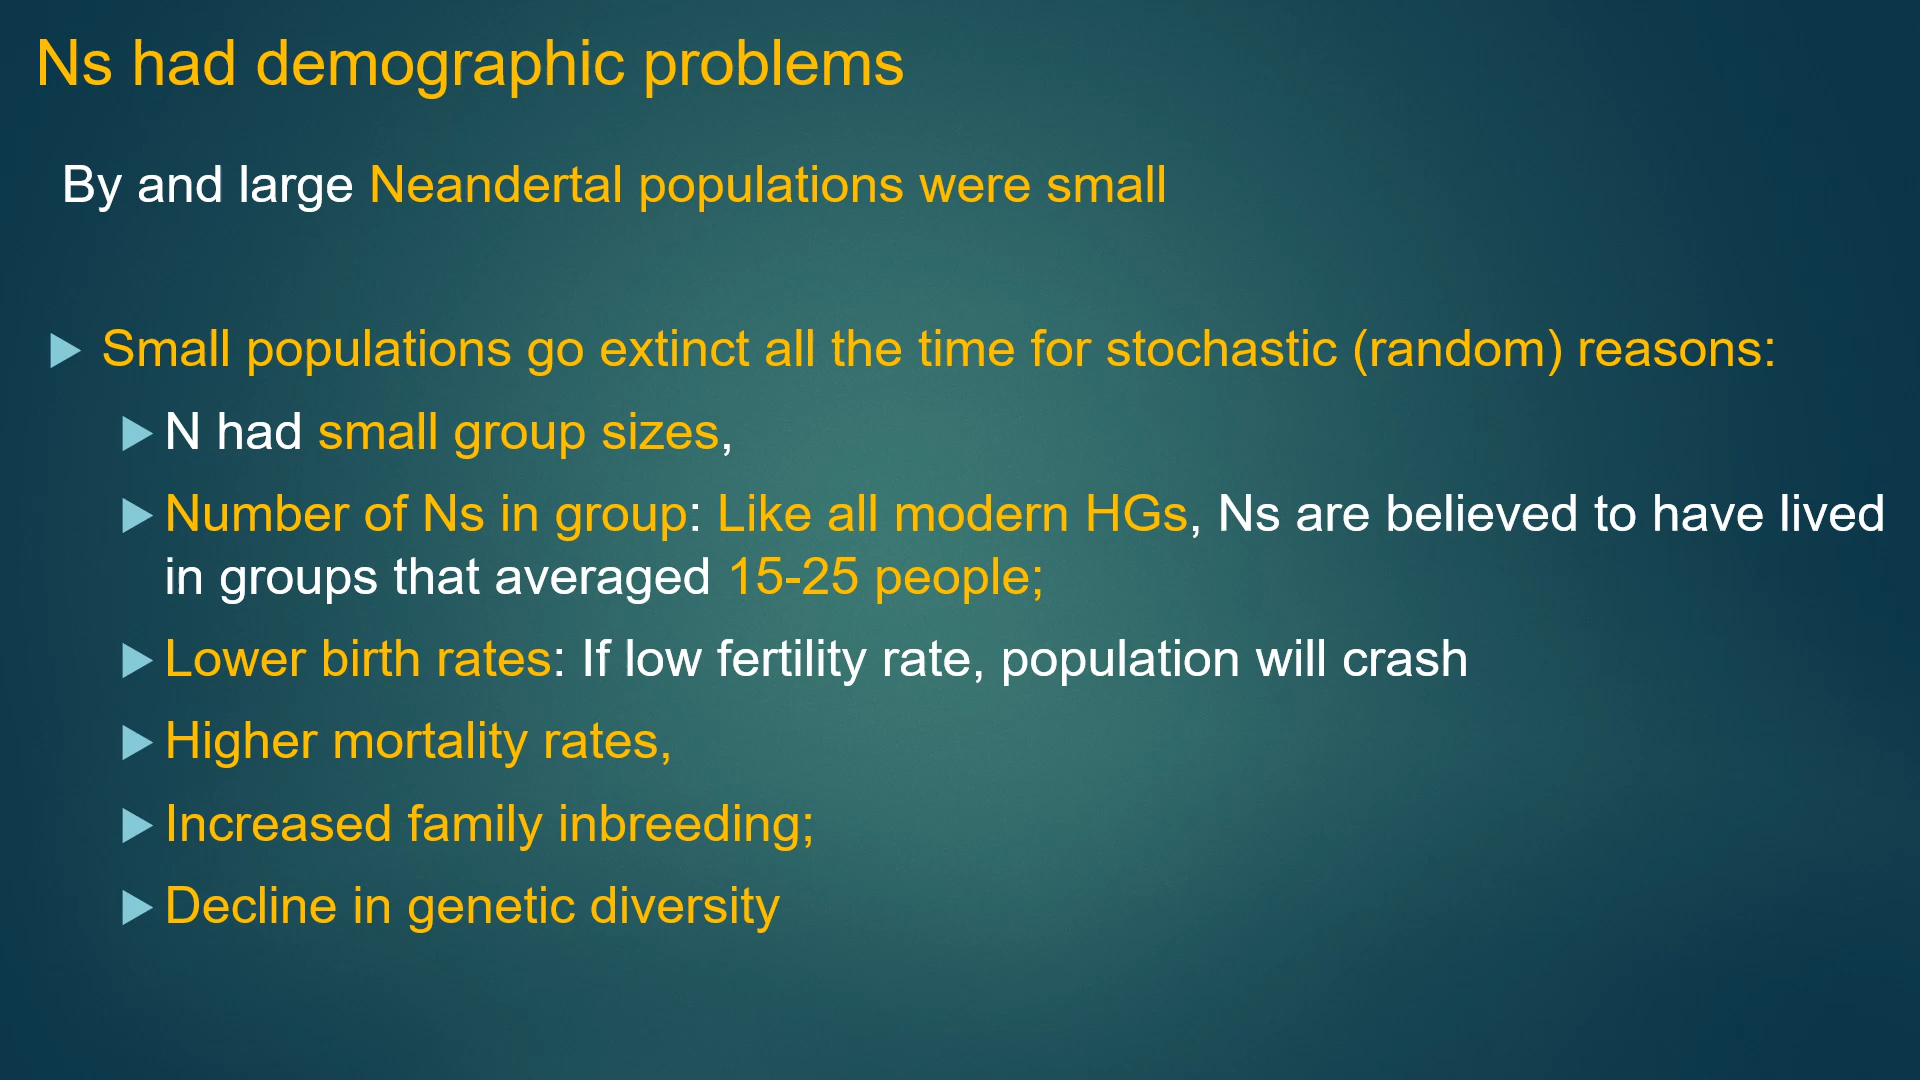 Ns had demographic problems
By and large Neandertal populations were small
Small populations go extinct all the time for stochastic (random) reasons:
N had small group sizes,
Number of Ns in group: Like all modern HGs, Ns are believed to have lived
in groups that averaged 15-25 people;
Lower birth rates: If low fertility rate, population will crash
Higher mortality rates,
Increased family inbreeding;
Decline in genetic diversity